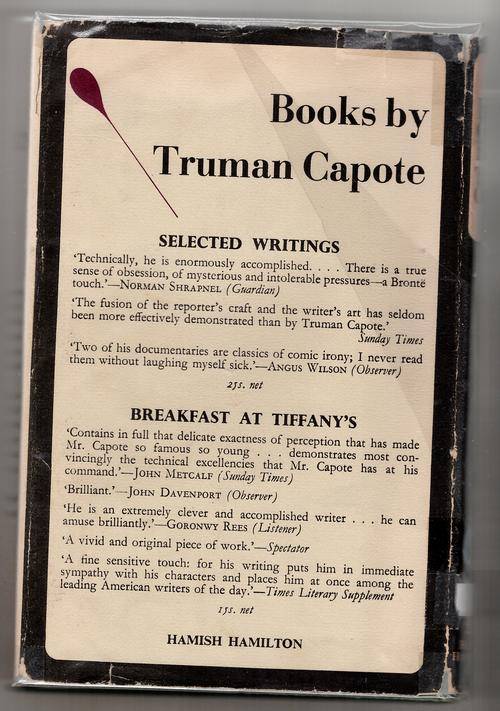 Books by
Truman Capote
SELECTED WRITINGS
‘Technically, he is enormously accomplished. . . . There is a true
sense of obsession, of mysterious and intolerable pressures—a Brontë
touch.’—NORMAN SHRAPNEL (Guardian)
‘The fusion of the reporter’s craft and the writer’s art has seldom
been more effectively demonstrated than by Truman Capote.’
Sunday Times
‘Two of his documentaries are classics of comic irony; I never read
them without laughing myself sick.’—ANGUS WILSON (Observer)
25s. net
BREAKFAST AT TIFFANY’S
‘Contains in full that delicate exactness of perception that has made
Mr. Capote so famous so young . . . demonstrates most con-
vincingly the technical excellencies that Mr. Capote has at his
command.’—JOHN METCALF (Sunday Times)
‘Brilliant.’—JOHN DAVENPORT (Observer)
‘He is an extremely clever and accomplished writer . . . he can
amuse brilliantly.’—GORONWY REES (Listener)
‘A vivid and original piece of work.’—Spectator
‘A fine sensitive touch: for his writing puts him in immediate
sympathy with his characters and places him at once among the
leading American writers of the day.’—Times Literary Supplement
15s. net
HAMISH HAMILTON